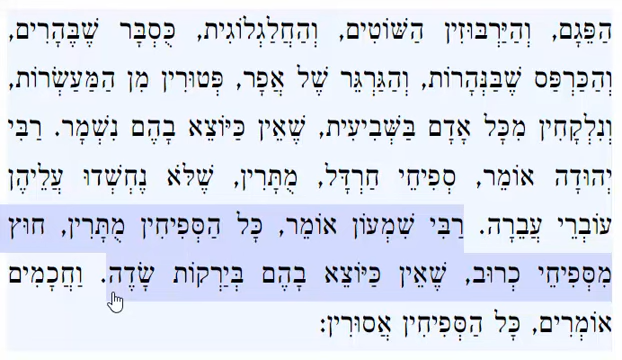 הַפֵּגָם, וְהַיַּרְבּוּזִין הַשּׁוֹטִים, וְהַחֲלַגְלוֹגִית, כֻּסְבָּר שֶׁבֶּהָרִים,
וְהַכַּרְפַּס שֶׁבַּנְּהָרוֹת, וְהַגַּרְגֵּר שֶׁל אֲפָר, פְּטוּרִין מִן הַמַּעַשְׂרוֹת,
וְנִלְקָחִין מִכָּל אָדָם בַּשְּׁבִיעִית, שֶׁאֵין כַּיּוֹצֵא בָהֶם נִשְׁמָר. רַבִּי
יְהוּדָה אוֹמֵר, סְפִיחֵי חַרְדָּל, מֻתָּרִין, שֶׁלֹּא נֶחְשְׁדוּ עֲלֵיהֶן
עוֹבְרֵי עֲבֵרָה. רַבִּי שִׁמְעוֹן אוֹמֵר, כָּל הַסְּפִיחִין מֻתָּרִין, חוּץ
מִסְּפִיחֵי כְרוּב, שֶׁאֵין כַּיּוֹצֵא בָהֶם בְּיַרְקוֹת שָׂדֶה. וַחֲכָמִים
אוֹמְרִים, כָּל הַסְּפִיחִין אֲסוּרִין: